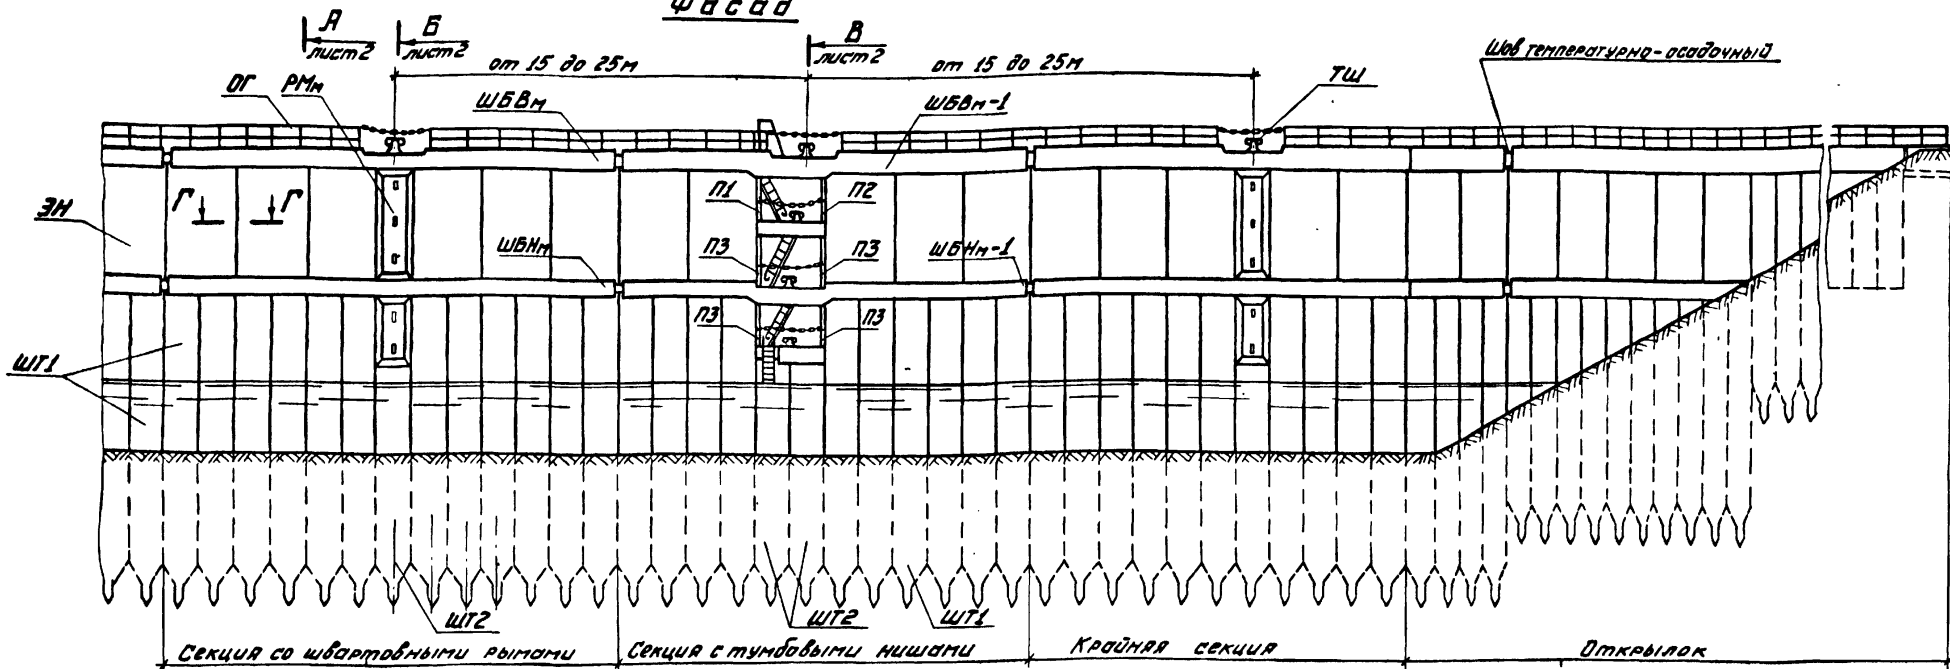 Фасад
А
лист 2
Б
лист 2
В
лист 2
от 15 до 25м
от 15 до 25м
Шов температурно-осадочный
ОГ
РМн
ШБВм
ШБВм-1
ТШ
ЭН
Г
Г
П1
П2
ШБНм
П3
П3
ШБНм-1
П3
П3
ШТ1
ШТ2
ШТ2
ШТ1
Секция со швартовными рымами
Секция с тумбовыми нишами
Крайняя секция
Открылок